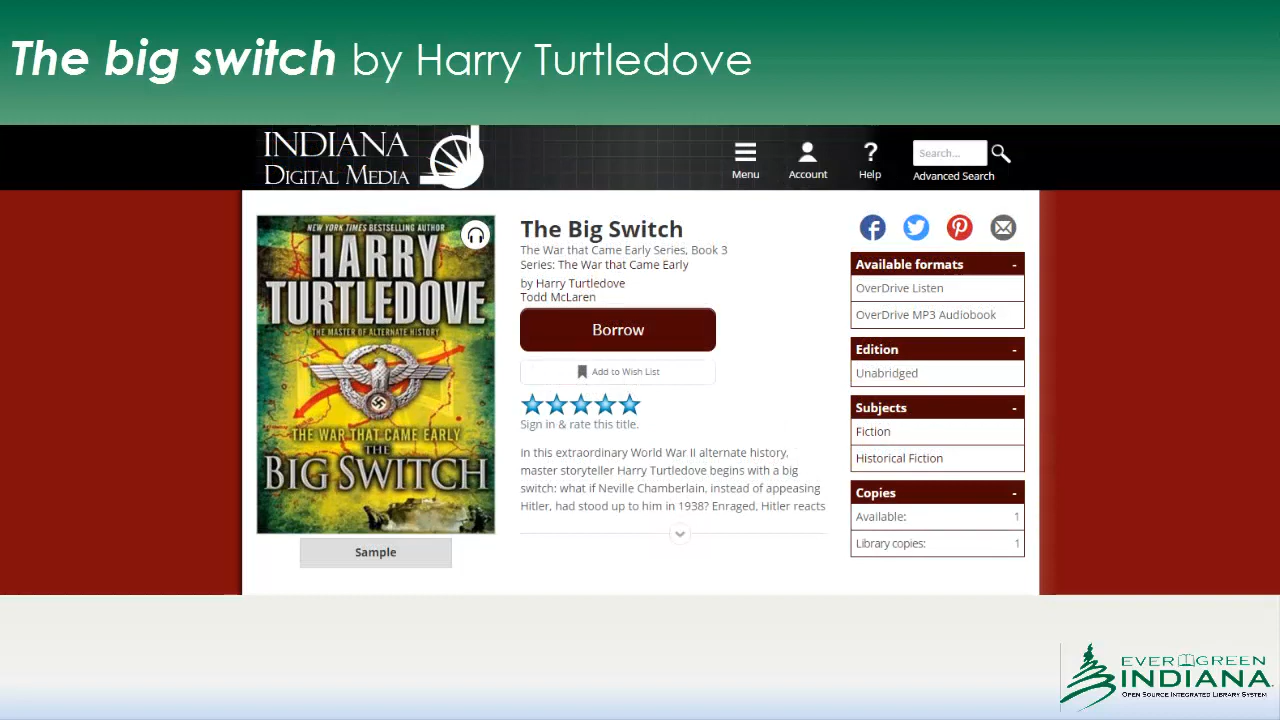 The big switch by Harry Turtledove
INDIANA
DIGITAL MEDIA
Menu
Account
? Help
Search...
Advanced Search
NEW YORK TIMES BESTSELLING AUTHOR
HARRY
TURTLEDOVE
THE MASTER OF ALTERNATE HISTORY
THE WAR THAT CAME EARLY
THE
BIG SWITCH
Sample
The Big Switch
The War that Came Early Series, Book 3
Series: The War that Came Early
by Harry Turtledove
Todd McLaren
Borrow
Add to Wish List
Sign in & rate this title.
In this extraordinary World War II alternate history,
master storyteller Harry Turtledove begins with a big
switch: what if Neville Chamberlain, instead of appeasing
Hitler, had stood up to him in 1938? Enraged, Hitler reacts
Available formats -
OverDrive Listen
OverDrive MP3 Audiobook
Edition -
Unabridged
Subjects -
Fiction
Historical Fiction
Copies -
Available: 1
Library copies: 1
EVERGREEN
INDIANA
OPEN SOURCE INTEGRATED LIBRARY SYSTEM